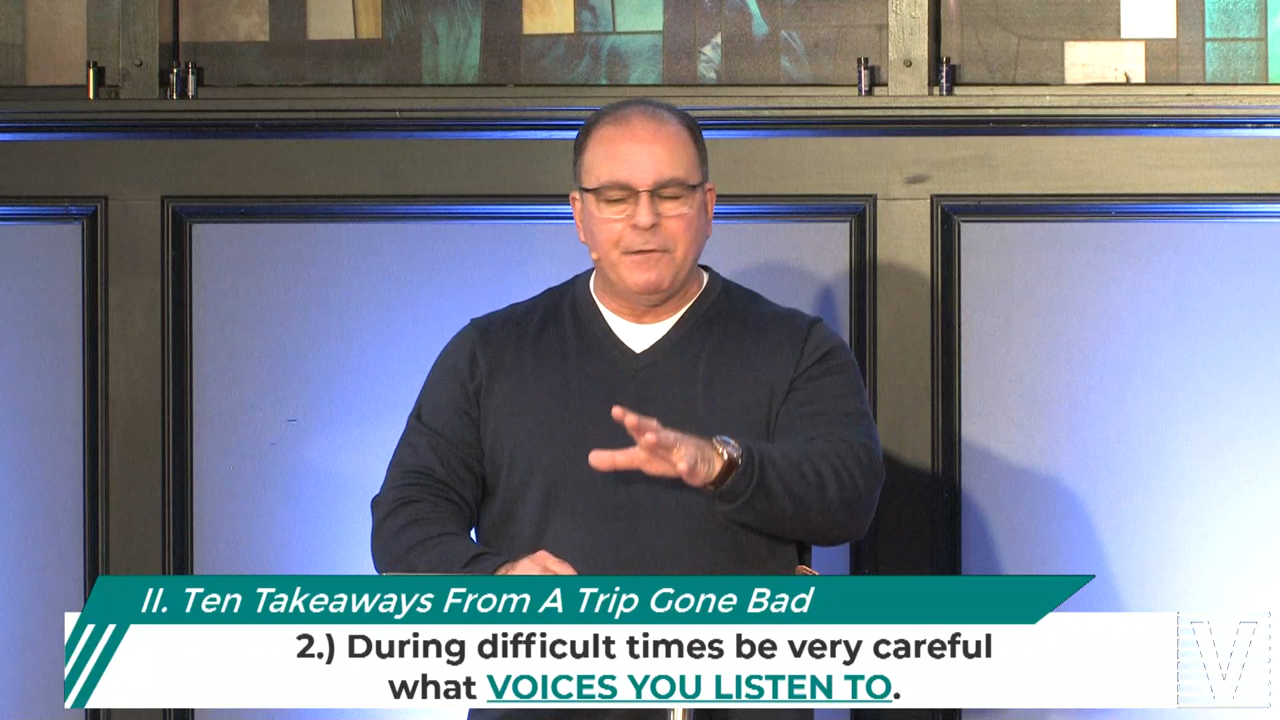 II. Ten Takeaways From A Trip Gone Bad
2.) During difficult times be very careful
what VOICES YOU LISTEN TO.
V